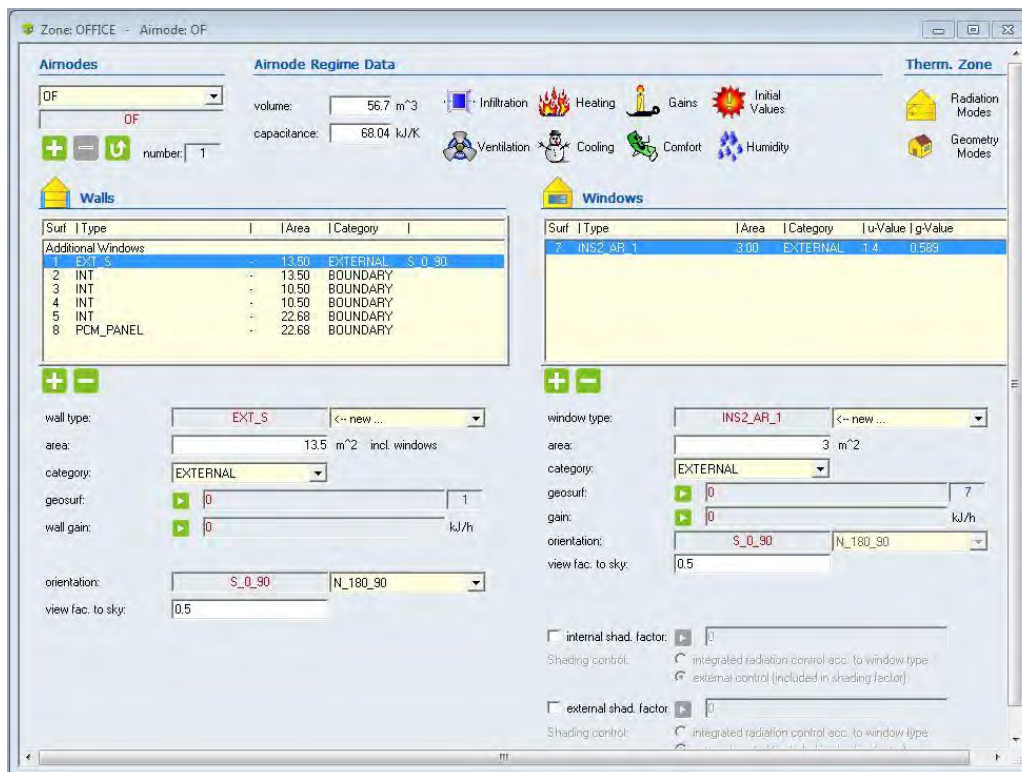 Zone: OFFICE - Airnode: OF
Airnodes
Airnode Regime Data
Therm. Zone
OF
OF
number: 1
volume: 56.7 m^3
capacitance: 68.04 kJ/K
Infiltration Heating Gains Initial Values
Ventilation Cooling Comfort Humidity
Radiation Modes
Geometry Modes
Walls
Surf | Type | | Area | Category |
Additional Windows
1 EXT_S - 13.50 EXTERNAL S_0_90
2 INT - 13.50 BOUNDARY
3 INT - 10.50 BOUNDARY
4 INT - 10.50 BOUNDARY
5 INT - 22.68 BOUNDARY
8 PCM_PANEL - 22.68 BOUNDARY
wall type: EXT_S <-- new ...
area: 13.5 m^2 incl. windows
category: EXTERNAL
geosurf: 0 1
wall gain: 0 kJ/h
orientation: S_0_90 N_180_90
view fac. to sky: 0.5
Windows
Surf | Type | Area | Category | u-Value | g-Value
7 INS2_AR_1 3.00 EXTERNAL 1.4 0.589
window type: INS2_AR_1 <-- new ...
area: 3 m^2
category: EXTERNAL
geosurf: 0 7
gain: 0 kJ/h
orientation: S_0_90 N_180_90
view fac. to sky: 0.5
internal shad. factor: 0
Shading control: integrated radiation control acc. to window type
external control (included in shading factor)
external shad. factor 0
Shading control: integrated radiation control acc. to window type